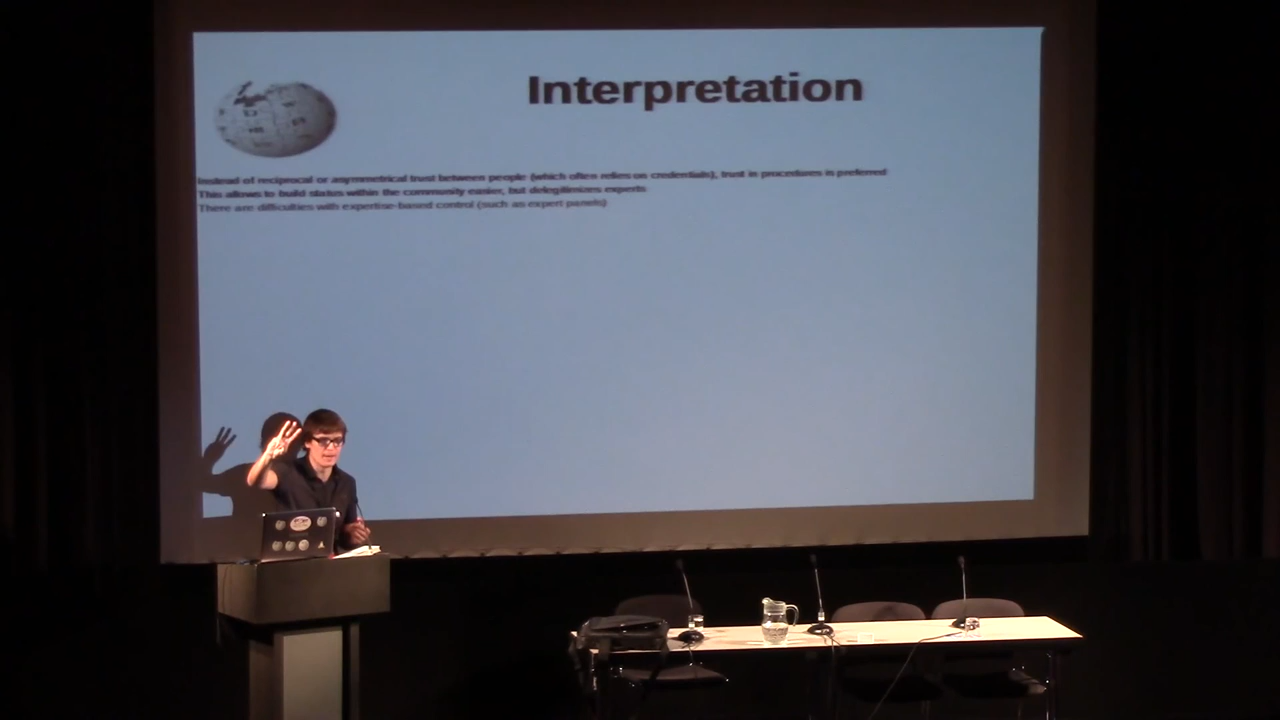 Interpretation
Instead of reciprocal or asymmetrical trust between people (which often relies on credentials), trust in procedures is preferred
This allows to build status within the community easier, but delegitimizes experts
There are difficulties with expertise-based control (such as expert panels)